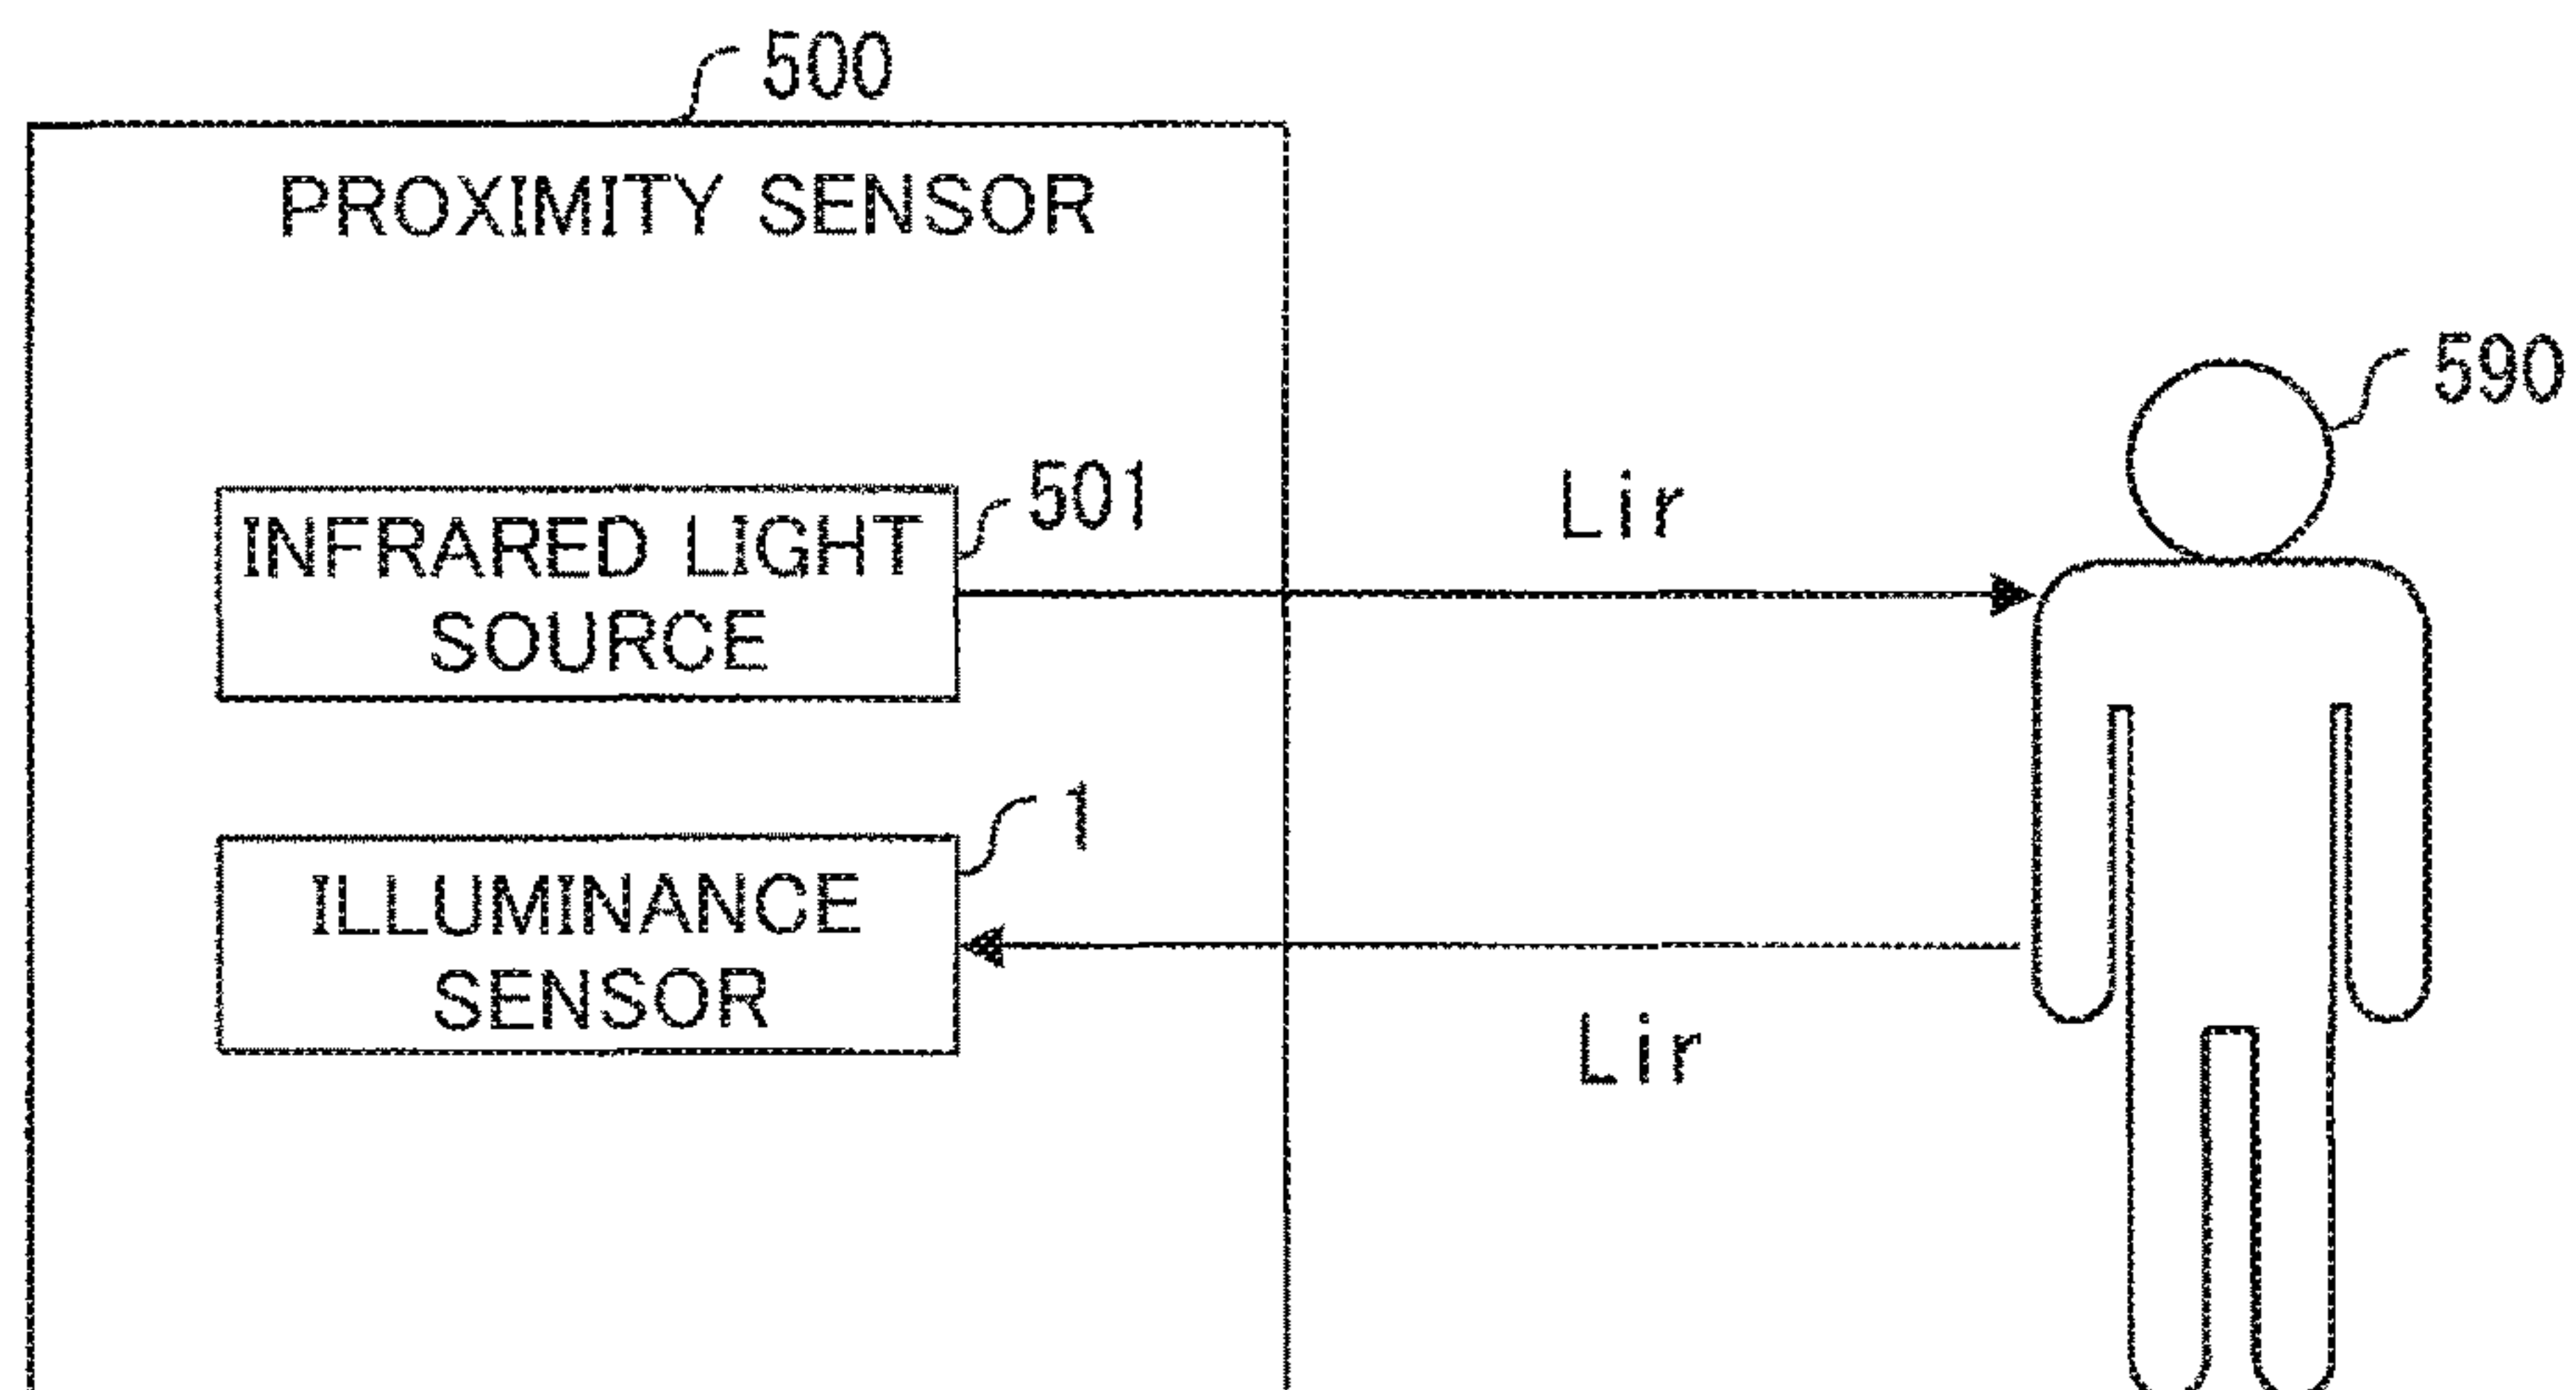 500
PROXIMITY SENSOR
590
501
INFRARED LIGHT
SOURCE
Lir
1
ILLUMINANCE
SENSOR
Lir